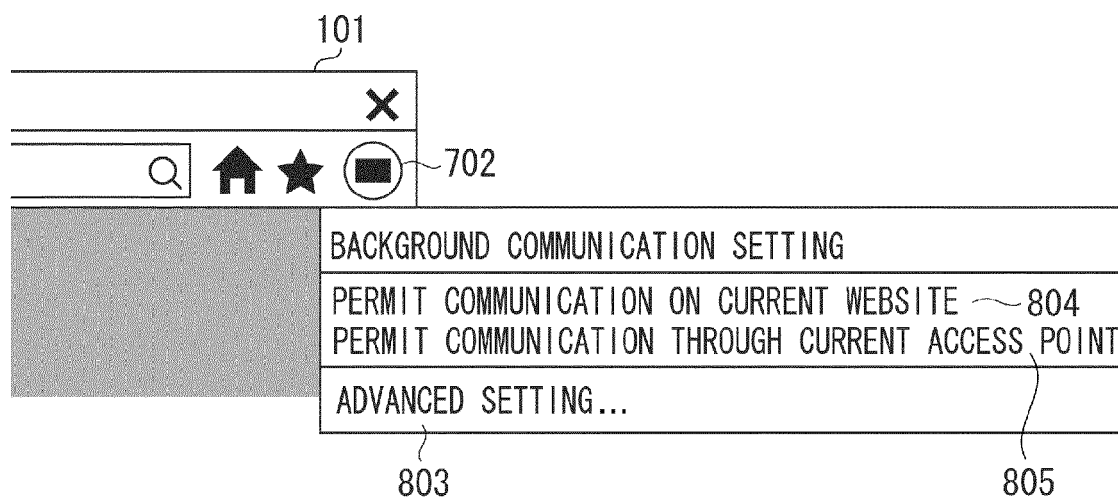 101
702
BACKGROUND COMMUNICATION SETTING
PERMIT COMMUNICATION ON CURRENT WEBSITE 804
PERMIT COMMUNICATION THROUGH CURRENT ACCESS POINT
ADVANCED SETTING...
803 805